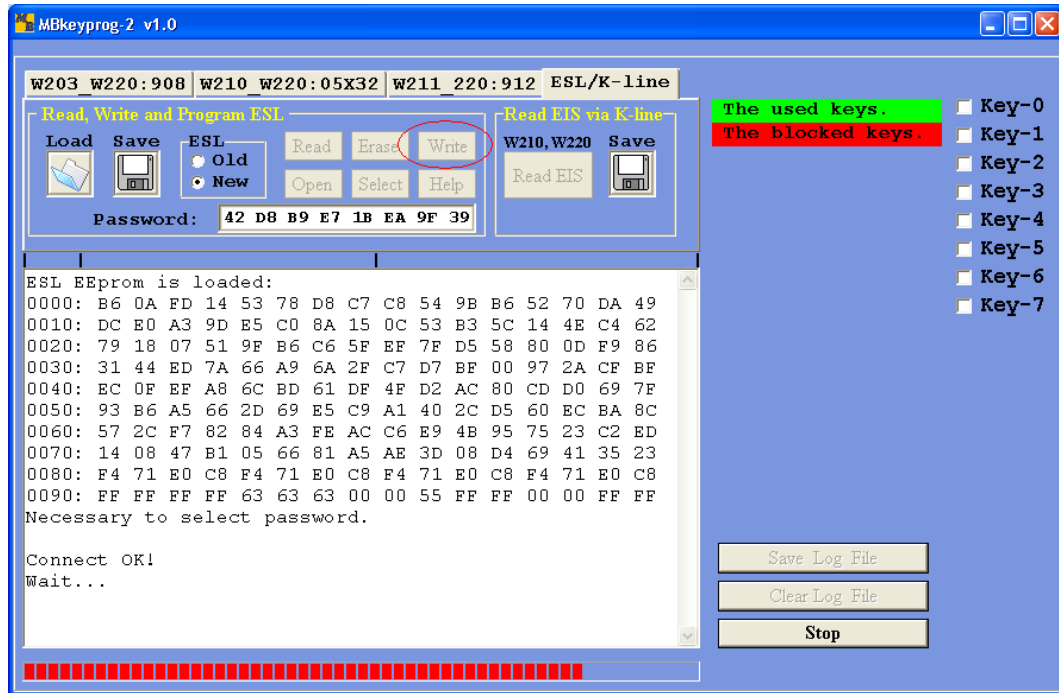 MBkeyprog-2 v1.0
W203_W220:908 W210_W220:05X32 W211_220:912 ESL/K-line
Read, Write and Program ESL
Load Save
ESL
Old
New
Read Erase Write
Open Select Help
Password: 42 D8 B9 E7 1B EA 9F 39
Read EIS via K-line
W210, W220 Save
Read EIS
The used keys.
The blocked keys.
Key-0
Key-1
Key-2
Key-3
Key-4
Key-5
Key-6
Key-7
ESL EEprom is loaded:
0000: B6 0A FD 14 53 78 D8 C7 C8 54 9B B6 52 70 DA 49
0010: DC E0 A3 9D E5 C0 8A 15 0C 53 B3 5C 14 4E C4 62
0020: 79 18 07 51 9F B6 C6 5F EF 7F D5 58 80 0D F9 86
0030: 31 44 ED 7A 66 A9 6A 2F C7 D7 BF 00 97 2A CF BF
0040: EC 0F EF A8 6C BD 61 DF 4F D2 AC 80 CD D0 69 7F
0050: 93 B6 A5 66 2D 69 E5 C9 A1 40 2C D5 60 EC BA 8C
0060: 57 2C F7 82 84 A3 FE AC C6 E9 4B 95 75 23 C2 ED
0070: 14 08 47 B1 05 66 81 A5 AE 3D 08 D4 69 41 35 23
0080: F4 71 E0 C8 F4 71 E0 C8 F4 71 E0 C8 F4 71 E0 C8
0090: FF FF FF FF 63 63 63 00 00 55 FF FF 00 00 FF FF
Necessary to select password.
Connect OK!
Wait...
Save Log File
Clear Log File
Stop